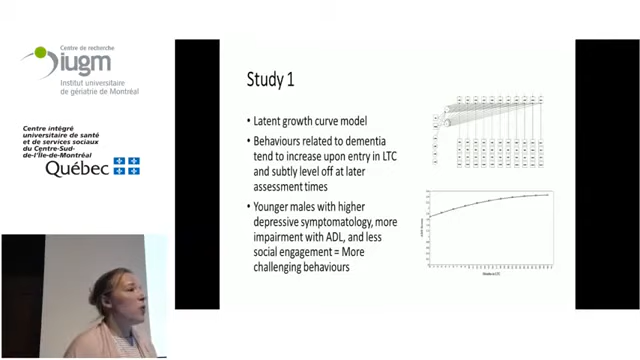 Centre de recherche
iugm
Institut universitaire
de gériatrie de Montréal
Centre intégré
universitaire de santé
et de services sociaux
du Centre-Sud-
de-l'Île-de-Montréal
Québec
Study 1
• Latent growth curve model
• Behaviours related to dementia
tend to increase upon entry in LTC
and subtly level off at later
assessment times
• Younger males with higher
depressive symptomatology, more
impairment with ADL, and less
social engagement = More
challenging behaviours